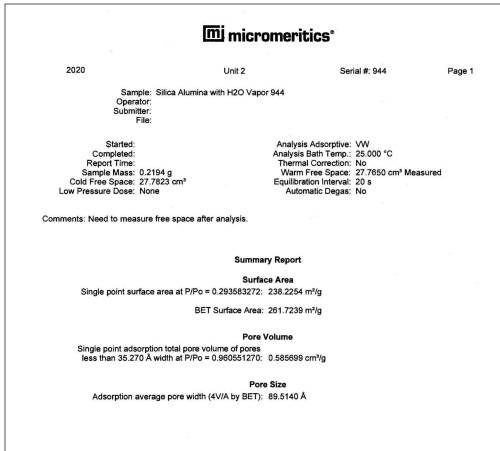 mi micromeritics®
2020 Unit 2 Serial #: 944 Page 1
Sample: Silica Alumina with H2O Vapor 944
Operator:
Submitter:
File:
Started: Analysis Adsorptive: VW
Completed: Analysis Bath Temp.: 25.000 °C
Report Time: Thermal Correction: No
Sample Mass: 0.2194 g Warm Free Space: 27.7650 cm³ Measured
Cold Free Space: 27.7823 cm³ Equilibration Interval: 20 s
Low Pressure Dose: None Automatic Degas: No
Comments: Need to measure free space after analysis.
Summary Report
Surface Area
Single point surface area at P/Po = 0.293583272: 238.2254 m²/g
BET Surface Area: 261.7239 m²/g
Pore Volume
Single point adsorption total pore volume of pores
less than 35.270 Å width at P/Po = 0.960551270: 0.585699 cm³/g
Pore Size
Adsorption average pore width (4V/A by BET): 89.5140 Å